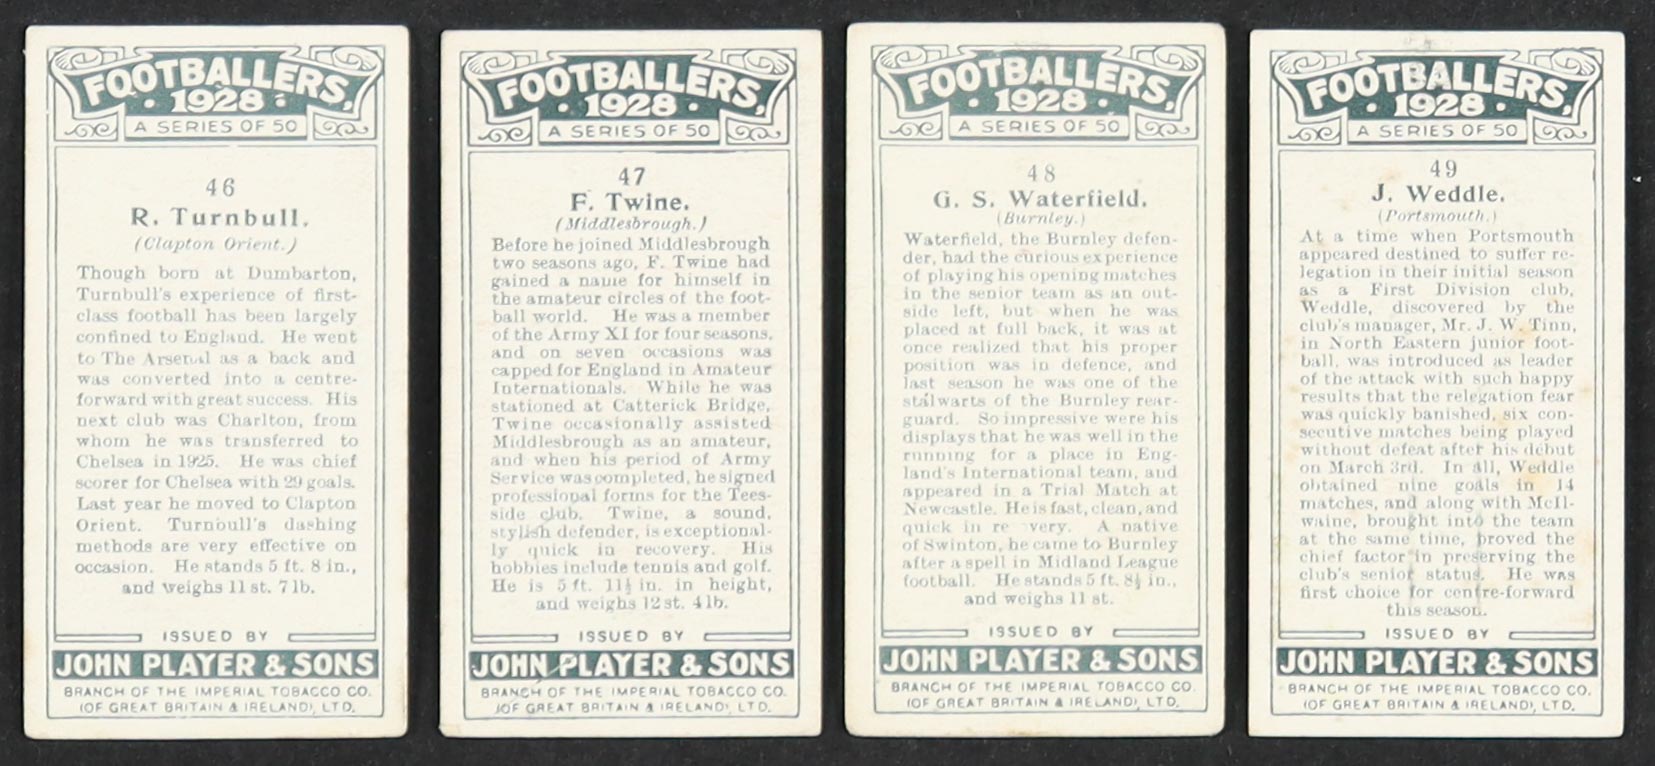 FOOTBALLERS,
· 1928 ·
A SERIES OF 50
46
R. Turnbull.
(Clapton Orient.)
Though born at Dumbarton,
Turnbull's experience of first-
class football has been largely
confined to England. He went
to The Arsenal as a back and
was converted into a centre-
forward with great success. His
next club was Charlton, from
whom he was transferred to
Chelsea in 1925. He was chief
scorer for Chelsea with 29 goals.
Last year he moved to Clapton
Orient. Turnbull's dashing
methods are very effective on
occasion. He stands 5 ft. 8 in.,
and weighs 11 st. 7 lb.
ISSUED BY
JOHN PLAYER & SONS
BRANCH OF THE IMPERIAL TOBACCO CO.
(OF GREAT BRITAIN & IRELAND), LTD.
FOOTBALLERS,
· 1928 ·
A SERIES OF 50
47
F. Twine.
(Middlesbrough.)
Before he joined Middlesbrough
two seasons ago, F. Twine had
gained a name for himself in
the amateur circles of the foot-
ball world. He was a member
of the Army XI for four seasons,
and on seven occasions was
capped for England in Amateur
Internationals. While he was
stationed at Catterick Bridge,
Twine occasionally assisted
Middlesbrough as an amateur,
and when his period of Army
Service was completed, he signed
professional forms for the Tees-
side club. Twine, a sound,
stylish defender, is exceptional-
ly quick in recovery. His
hobbies include tennis and golf.
He is 5 ft. 11½ in. in height,
and weighs 12 st. 4 lb.
ISSUED BY
JOHN PLAYER & SONS
BRANCH OF THE IMPERIAL TOBACCO CO.
(OF GREAT BRITAIN & IRELAND), LTD.
FOOTBALLERS,
· 1928 ·
A SERIES OF 50
48
G. S. Waterfield.
(Burnley.)
Waterfield, the Burnley defen-
der, had the curious experience
of playing his opening matches
in the senior team as an out-
side left, but when he was
placed at full back, it was at
once realized that his proper
position was in defence, and
last season he was one of the
stalwarts of the Burnley rear-
guard. So impressive were his
displays that he was well in the
running for a place in Eng-
land's International team, and
appeared in a Trial Match at
Newcastle. He is fast, clean, and
quick in re very. A native
of Swinton, he came to Burnley
after a spell in Midland League
football. He stands 5 ft. 8½ in.,
and weighs 11 st.
ISSUED BY
JOHN PLAYER & SONS
BRANCH OF THE IMPERIAL TOBACCO CO.
(OF GREAT BRITAIN & IRELAND), LTD.
FOOTBALLERS,
· 1928 ·
A SERIES OF 50
49
J. Weddle.
(Portsmouth.)
At a time when Portsmouth
appeared destined to suffer re-
legation in their initial season
as a First Division club,
Weddle, discovered by the
club's manager, Mr. J. W. Tinn,
in North Eastern junior foot-
ball, was introduced as leader
of the attack with such happy
results that the relegation fear
was quickly banished, six con-
secutive matches being played
without defeat after his début
on March 3rd. In all, Weddle
obtained nine goals in 14
matches, and along with McIl-
waine, brought into the team
at the same time, proved the
chief factor in preserving the
club's senior status. He was
first choice for centre-forward
this season.
ISSUED BY
JOHN PLAYER & SONS
BRANCH OF THE IMPERIAL TOBACCO CO.
(OF GREAT BRITAIN & IRELAND), LTD.